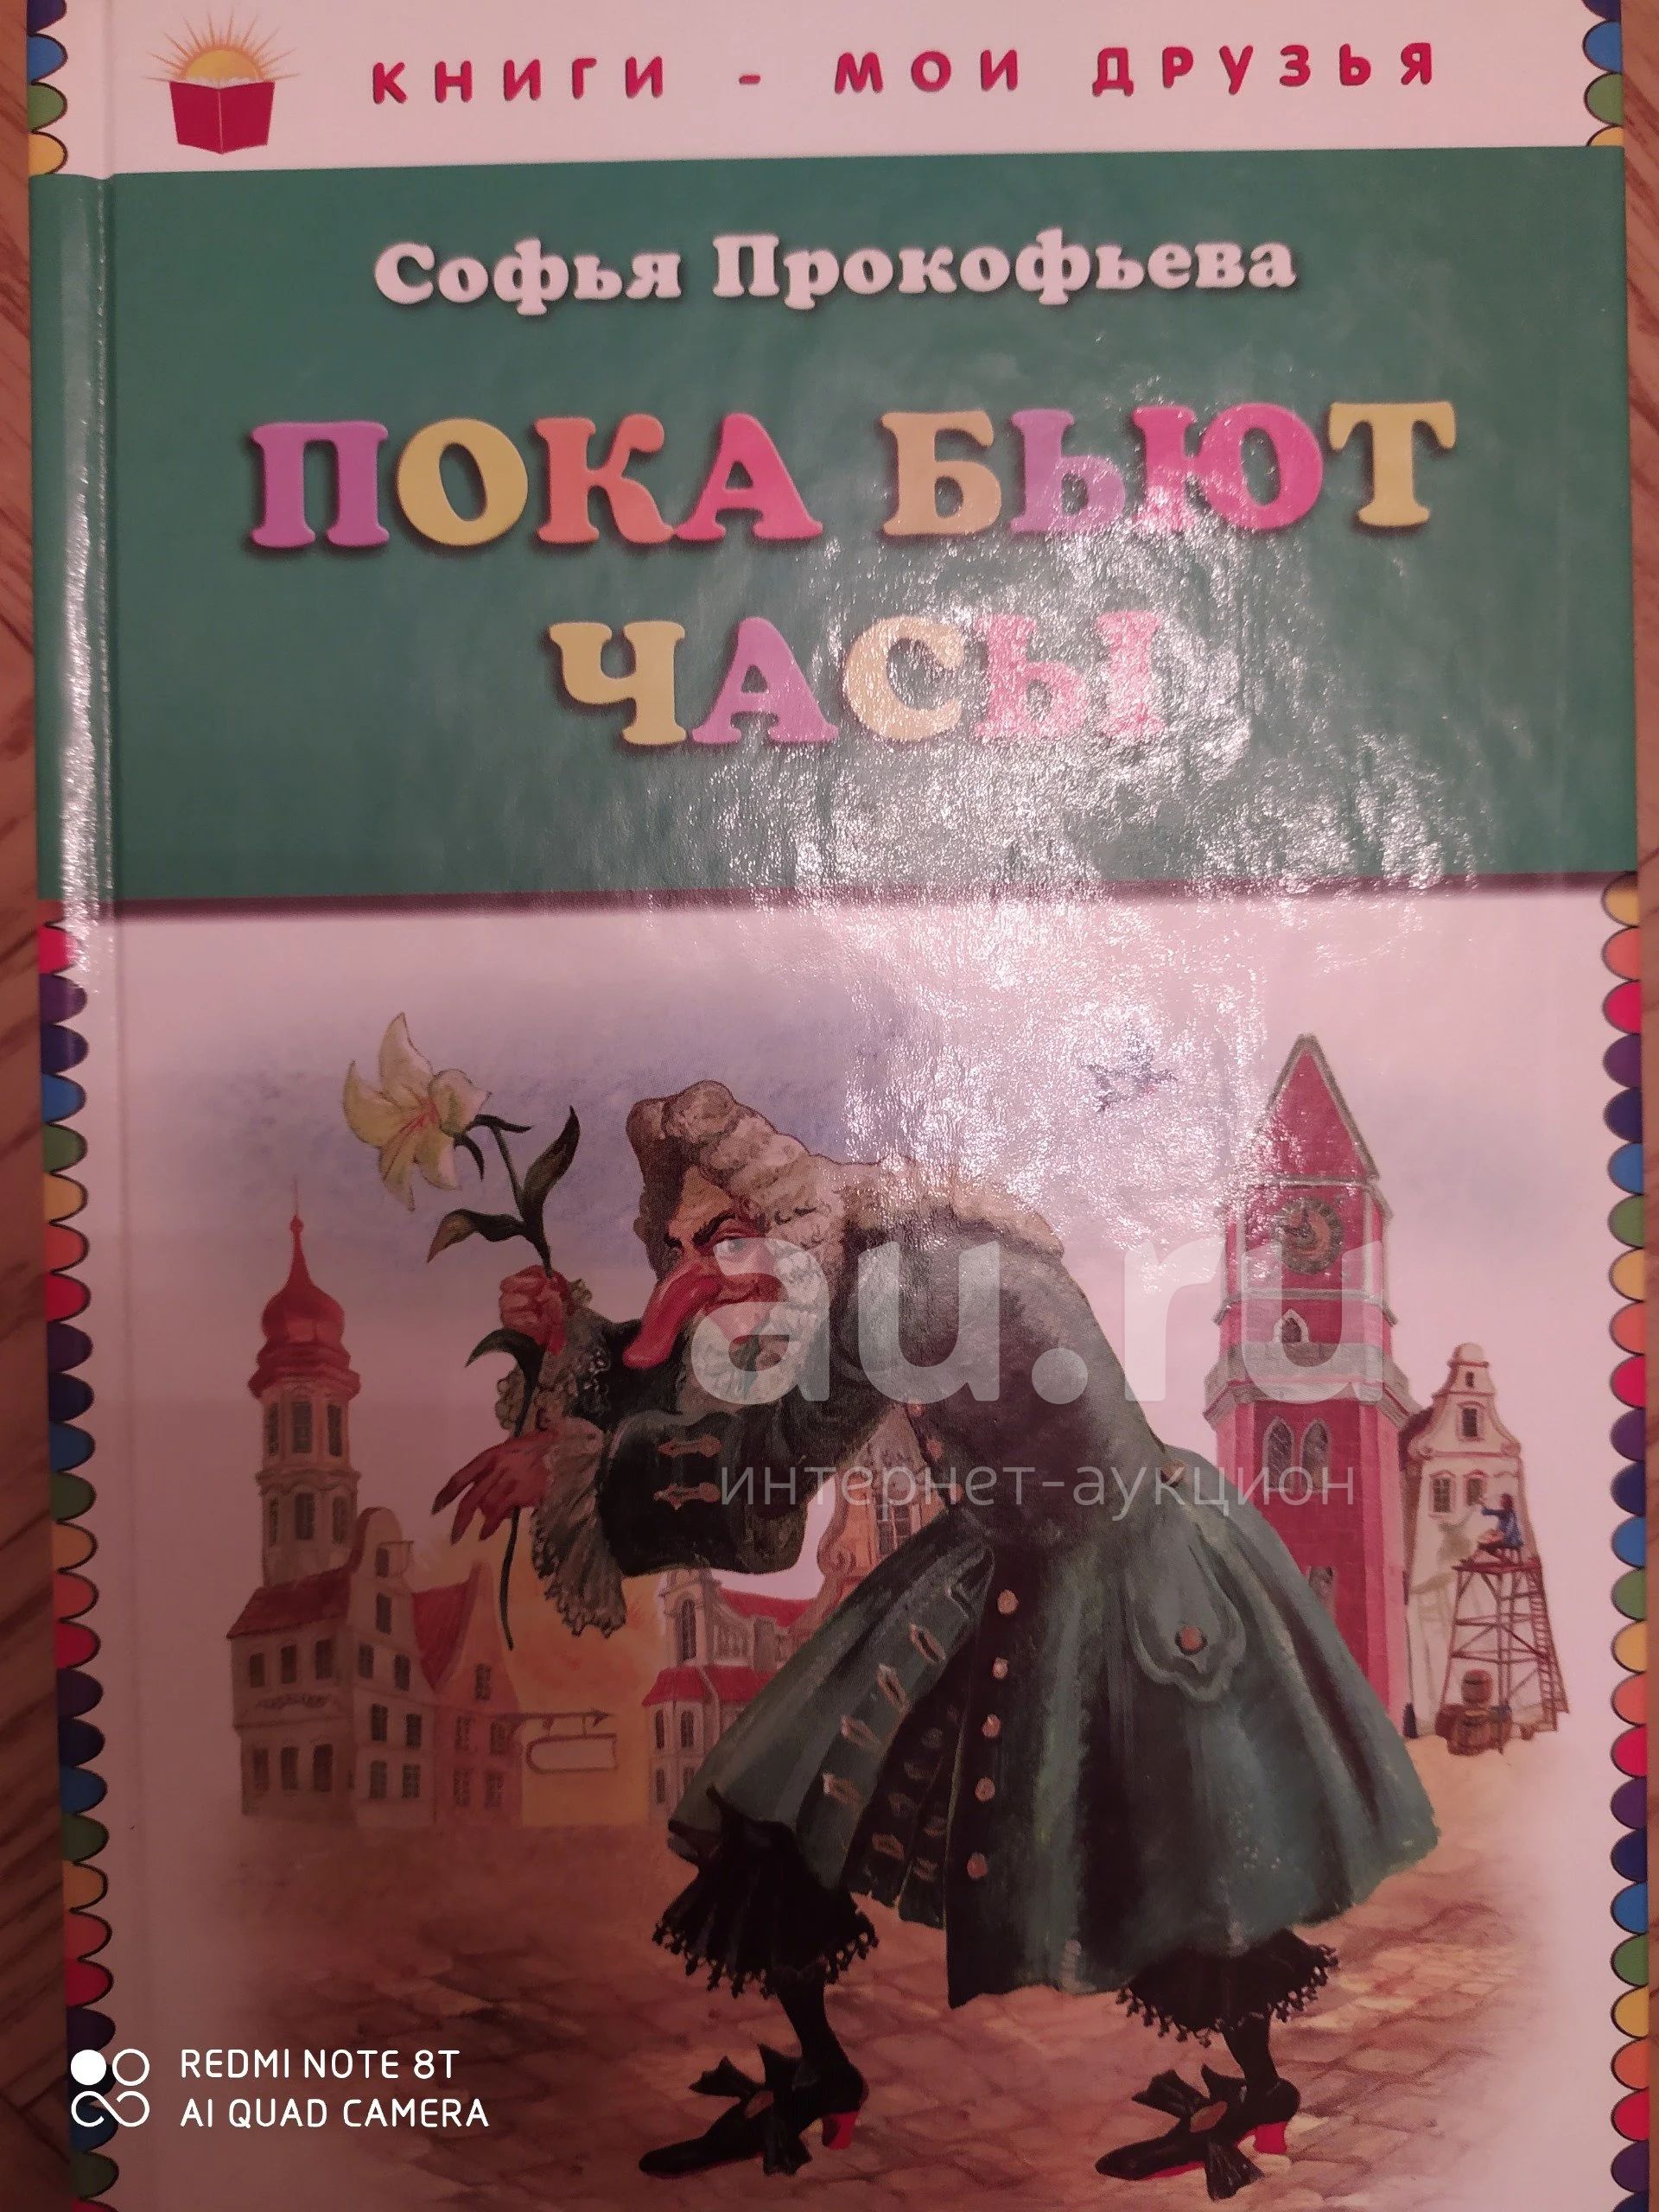 КНИГИ - МОИ ДРУЗЬЯ
Софья Прокофьева
ПОКА БЬЮТ
ЧАСЫ
au.ru
интернет-аукцион
REDMI NOTE 8T
AI QUAD CAMERA